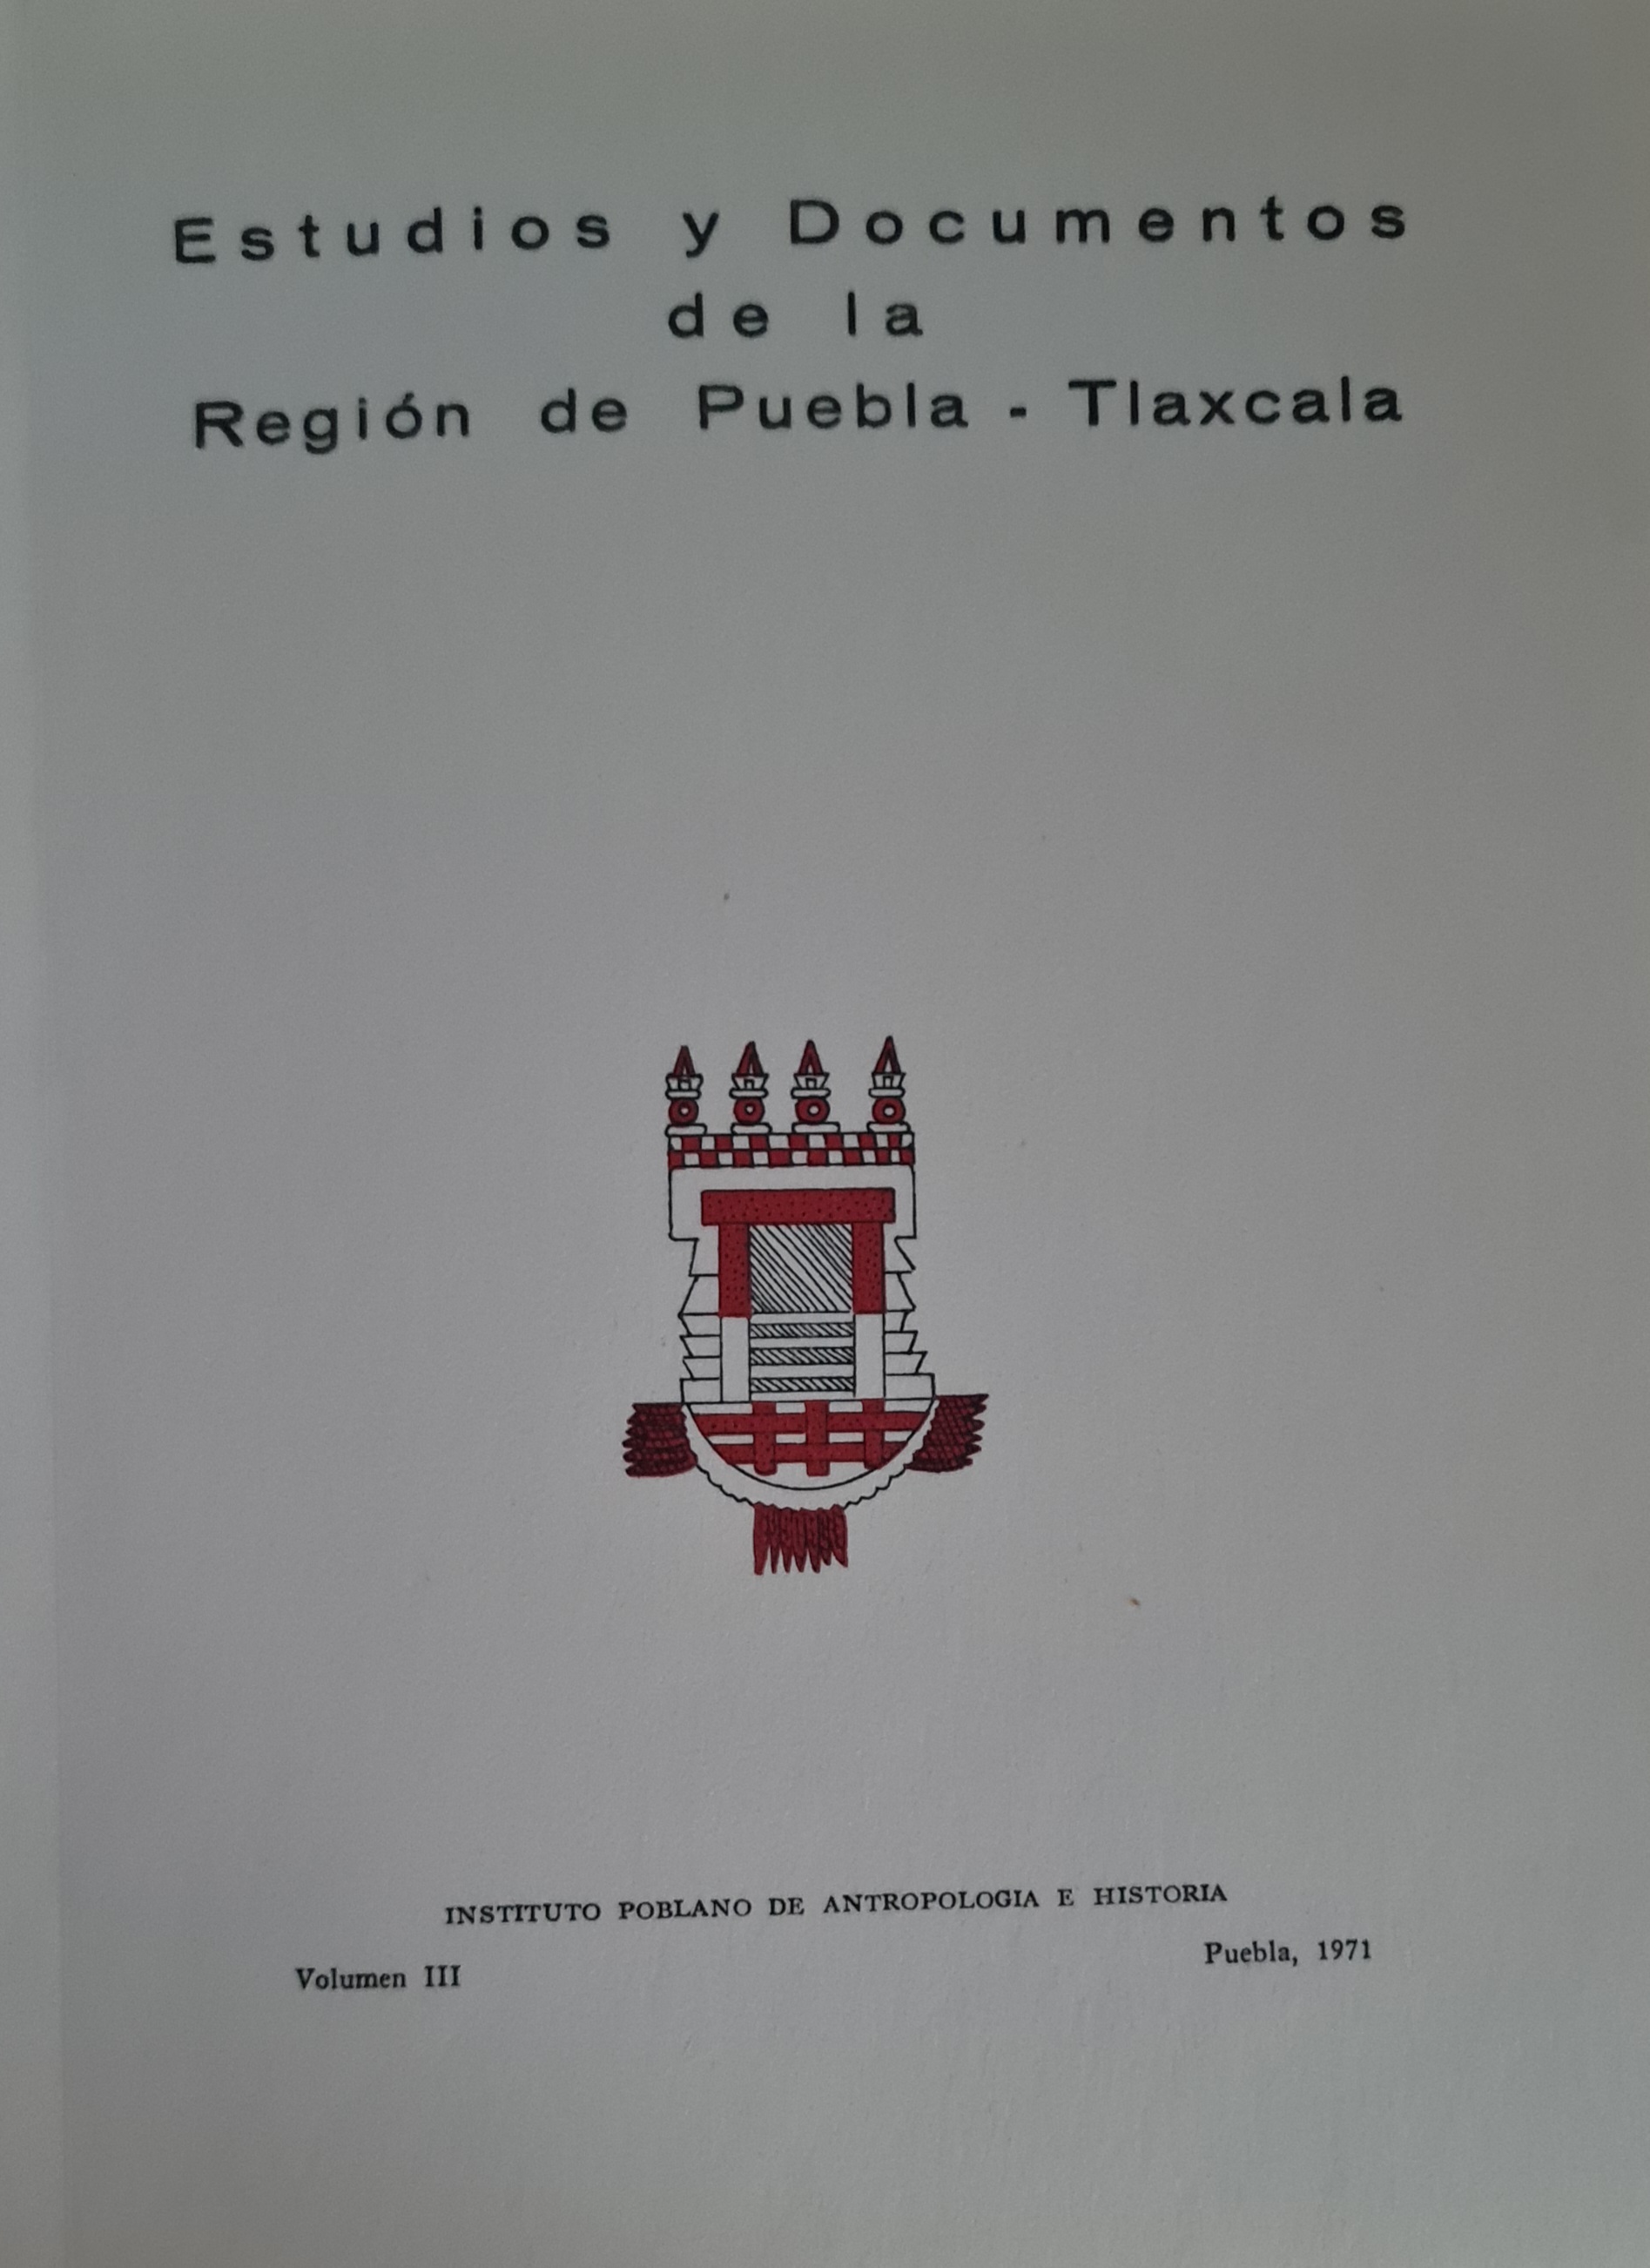 Estudios y Documentos
de la
Región de Puebla - Tlaxcala
INSTITUTO POBLANO DE ANTROPOLOGIA E HISTORIA
Volumen III
Puebla, 1971